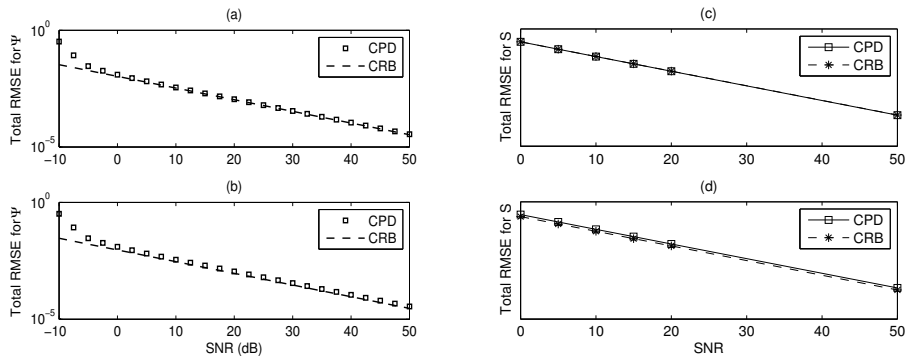 (a)
Total RMSE for Ψ
10^0
10^-5
CPD
CRB
−10 0 10 20 30 40 50
(b)
Total RMSE for Ψ
10^0
10^-5
CPD
CRB
−10 0 10 20 30 40 50
SNR (dB)
(c)
Total RMSE for S
CPD
CRB
0 10 20 30 40 50
(d)
Total RMSE for S
CPD
CRB
0 10 20 30 40 50
SNR